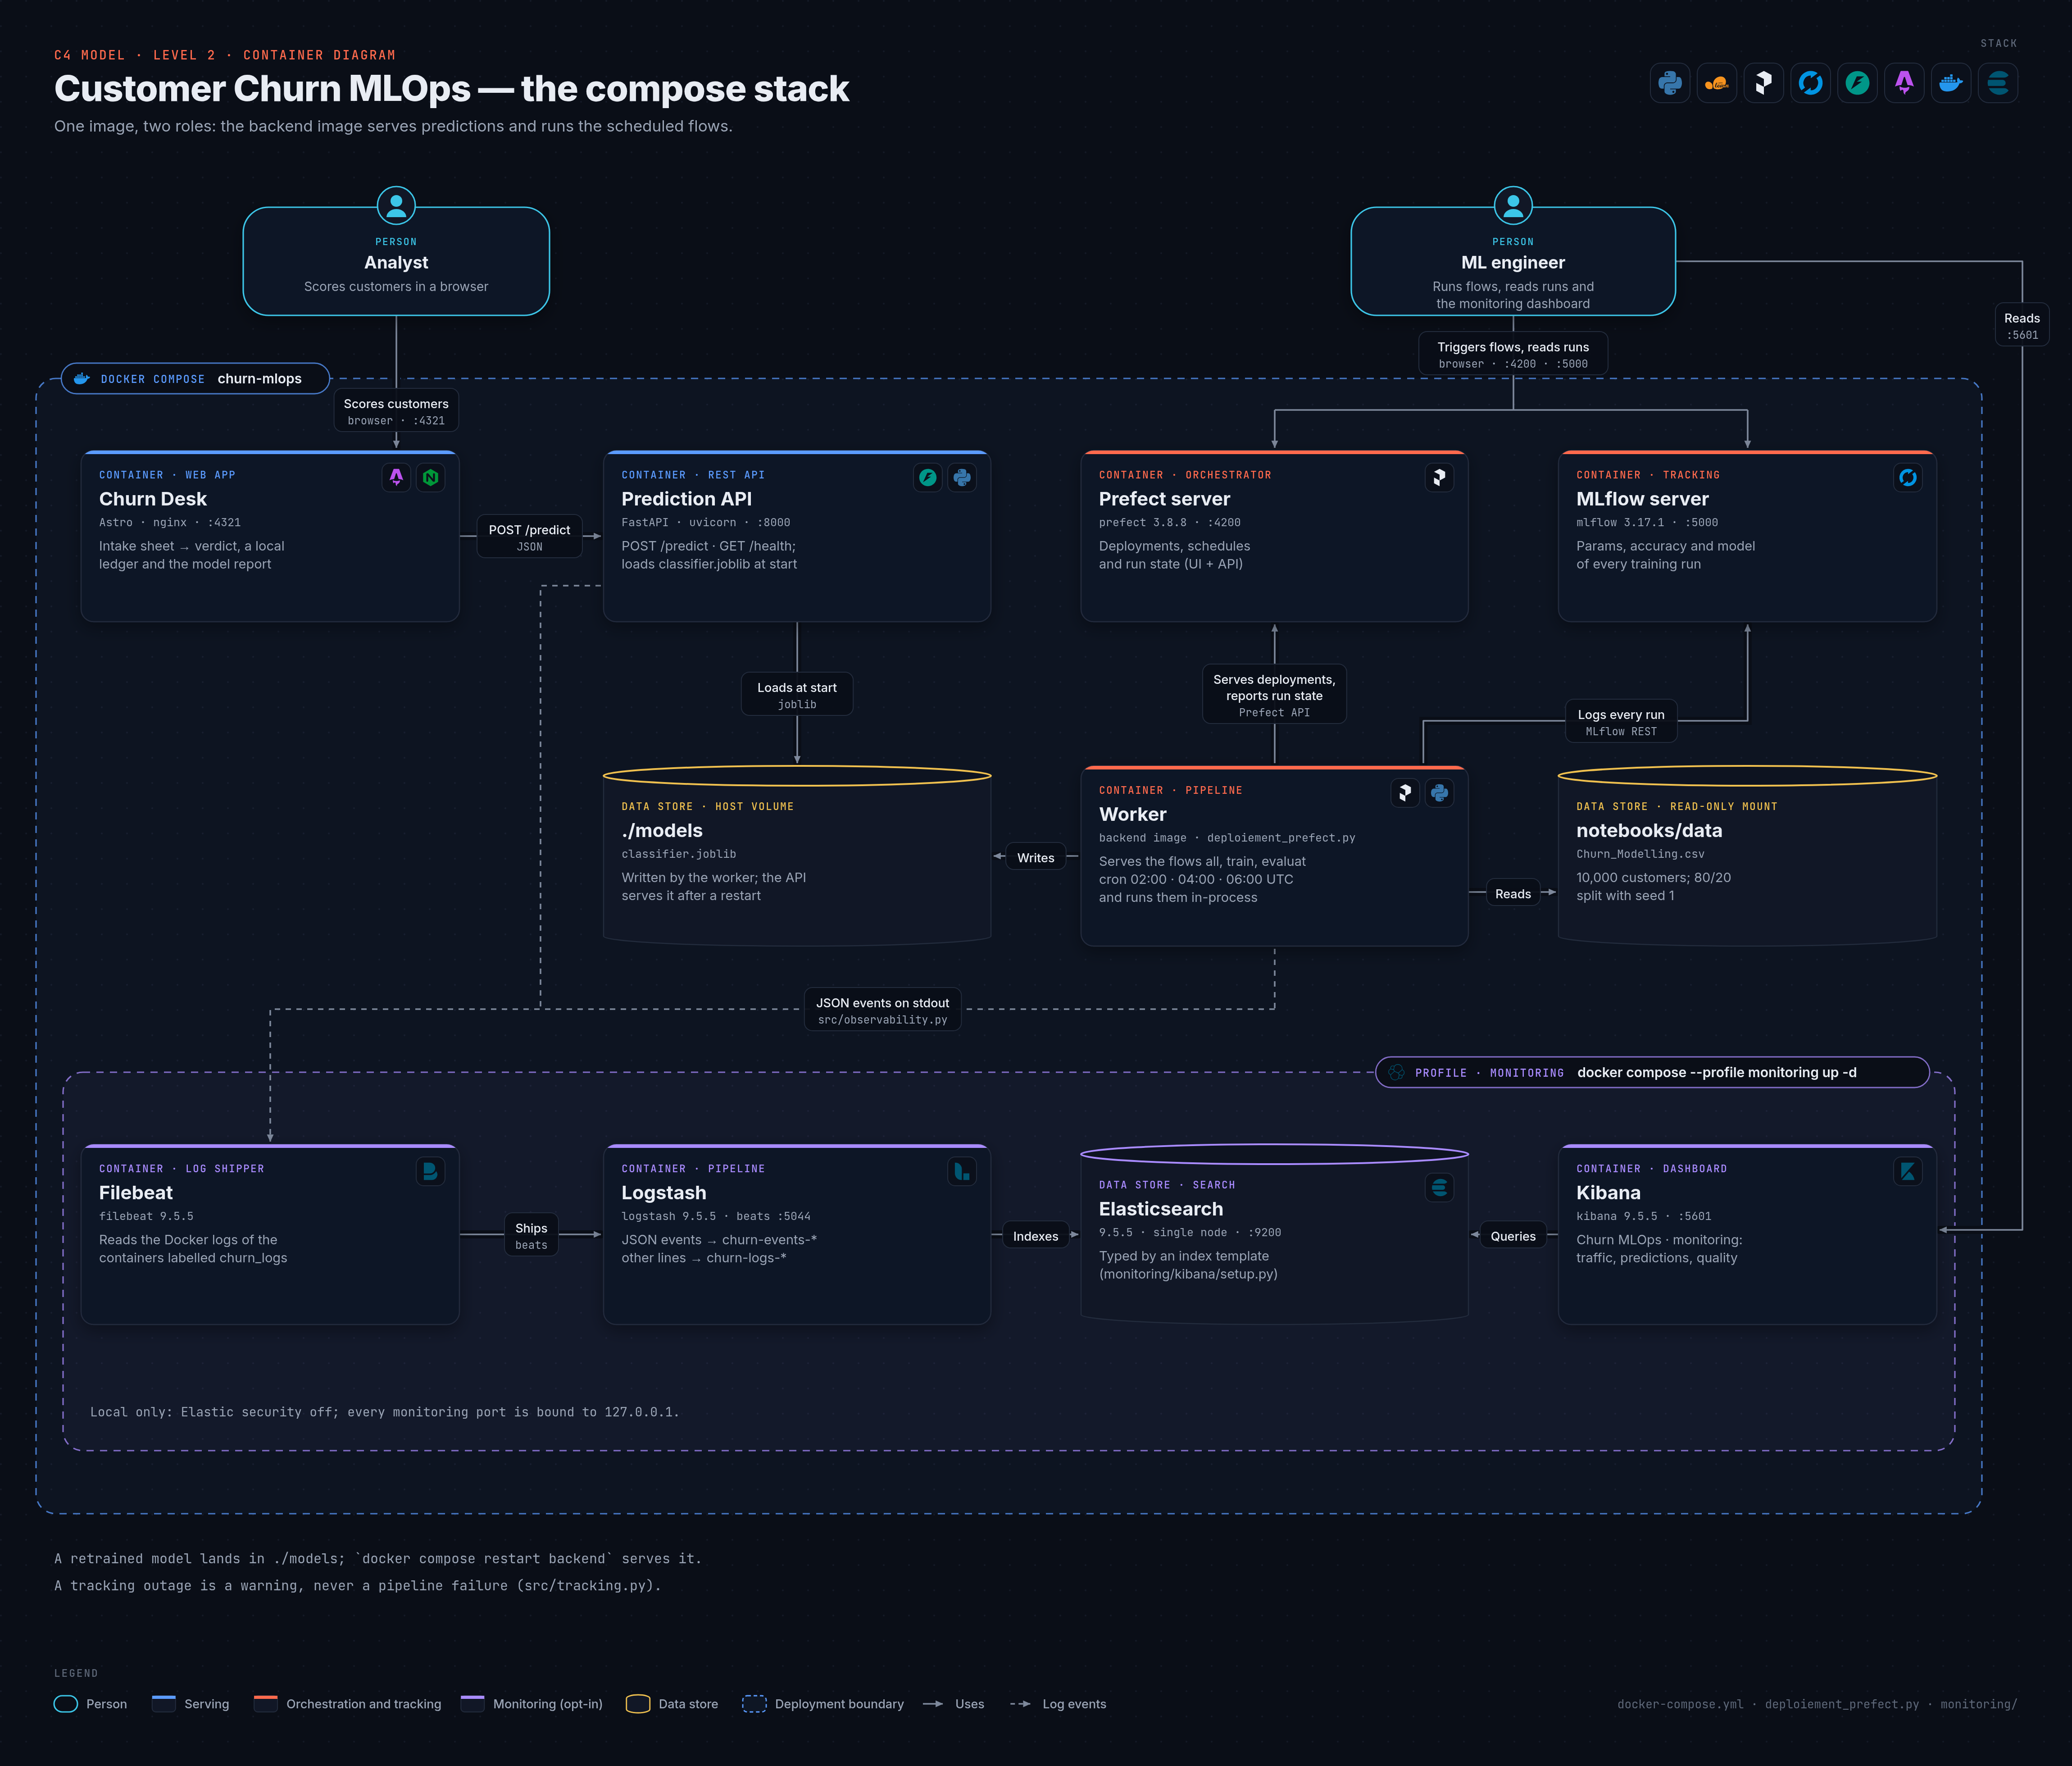 C4 MODEL · LEVEL 2 · CONTAINER DIAGRAM
Customer Churn MLOps — the compose stack
One image, two roles: the backend image serves predictions and runs the scheduled flows.
STACK
PERSON
Analyst
Scores customers in a browser
PERSON
ML engineer
Runs flows, reads runs and
the monitoring dashboard
Reads
:5601
Triggers flows, reads runs
browser · :4200 · :5000
DOCKER COMPOSE churn-mlops
Scores customers
browser · :4321
CONTAINER · WEB APP
Churn Desk
Astro · nginx · :4321
Intake sheet → verdict, a local
ledger and the model report
POST /predict
JSON
CONTAINER · REST API
Prediction API
FastAPI · uvicorn · :8000
POST /predict · GET /health;
loads classifier.joblib at start
CONTAINER · ORCHESTRATOR
Prefect server
prefect 3.8.8 · :4200
Deployments, schedules
and run state (UI + API)
CONTAINER · TRACKING
MLflow server
mlflow 3.17.1 · :5000
Params, accuracy and model
of every training run
Loads at start
joblib
Serves deployments,
reports run state
Prefect API
Logs every run
MLflow REST
DATA STORE · HOST VOLUME
./models
classifier.joblib
Written by the worker; the API
serves it after a restart
Writes
CONTAINER · PIPELINE
Worker
backend image · deploiement_prefect.py
Serves the flows all, train, evaluat
cron 02:00 · 04:00 · 06:00 UTC
and runs them in-process
Reads
DATA STORE · READ-ONLY MOUNT
notebooks/data
Churn_Modelling.csv
10,000 customers; 80/20
split with seed 1
JSON events on stdout
src/observability.py
PROFILE · MONITORING docker compose --profile monitoring up -d
CONTAINER · LOG SHIPPER
Filebeat
filebeat 9.5.5
Reads the Docker logs of the
containers labelled churn_logs
Ships
beats
CONTAINER · PIPELINE
Logstash
logstash 9.5.5 · beats :5044
JSON events → churn-events-*
other lines → churn-logs-*
Indexes
DATA STORE · SEARCH
Elasticsearch
9.5.5 · single node · :9200
Typed by an index template
(monitoring/kibana/setup.py)
Queries
CONTAINER · DASHBOARD
Kibana
kibana 9.5.5 · :5601
Churn MLOps · monitoring:
traffic, predictions, quality
Local only: Elastic security off; every monitoring port is bound to 127.0.0.1.
A retrained model lands in ./models; `docker compose restart backend` serves it.
A tracking outage is a warning, never a pipeline failure (src/tracking.py).
LEGEND
Person
Serving
Orchestration and tracking
Monitoring (opt-in)
Data store
Deployment boundary
Uses
Log events
docker-compose.yml · deploiement_prefect.py · monitoring/